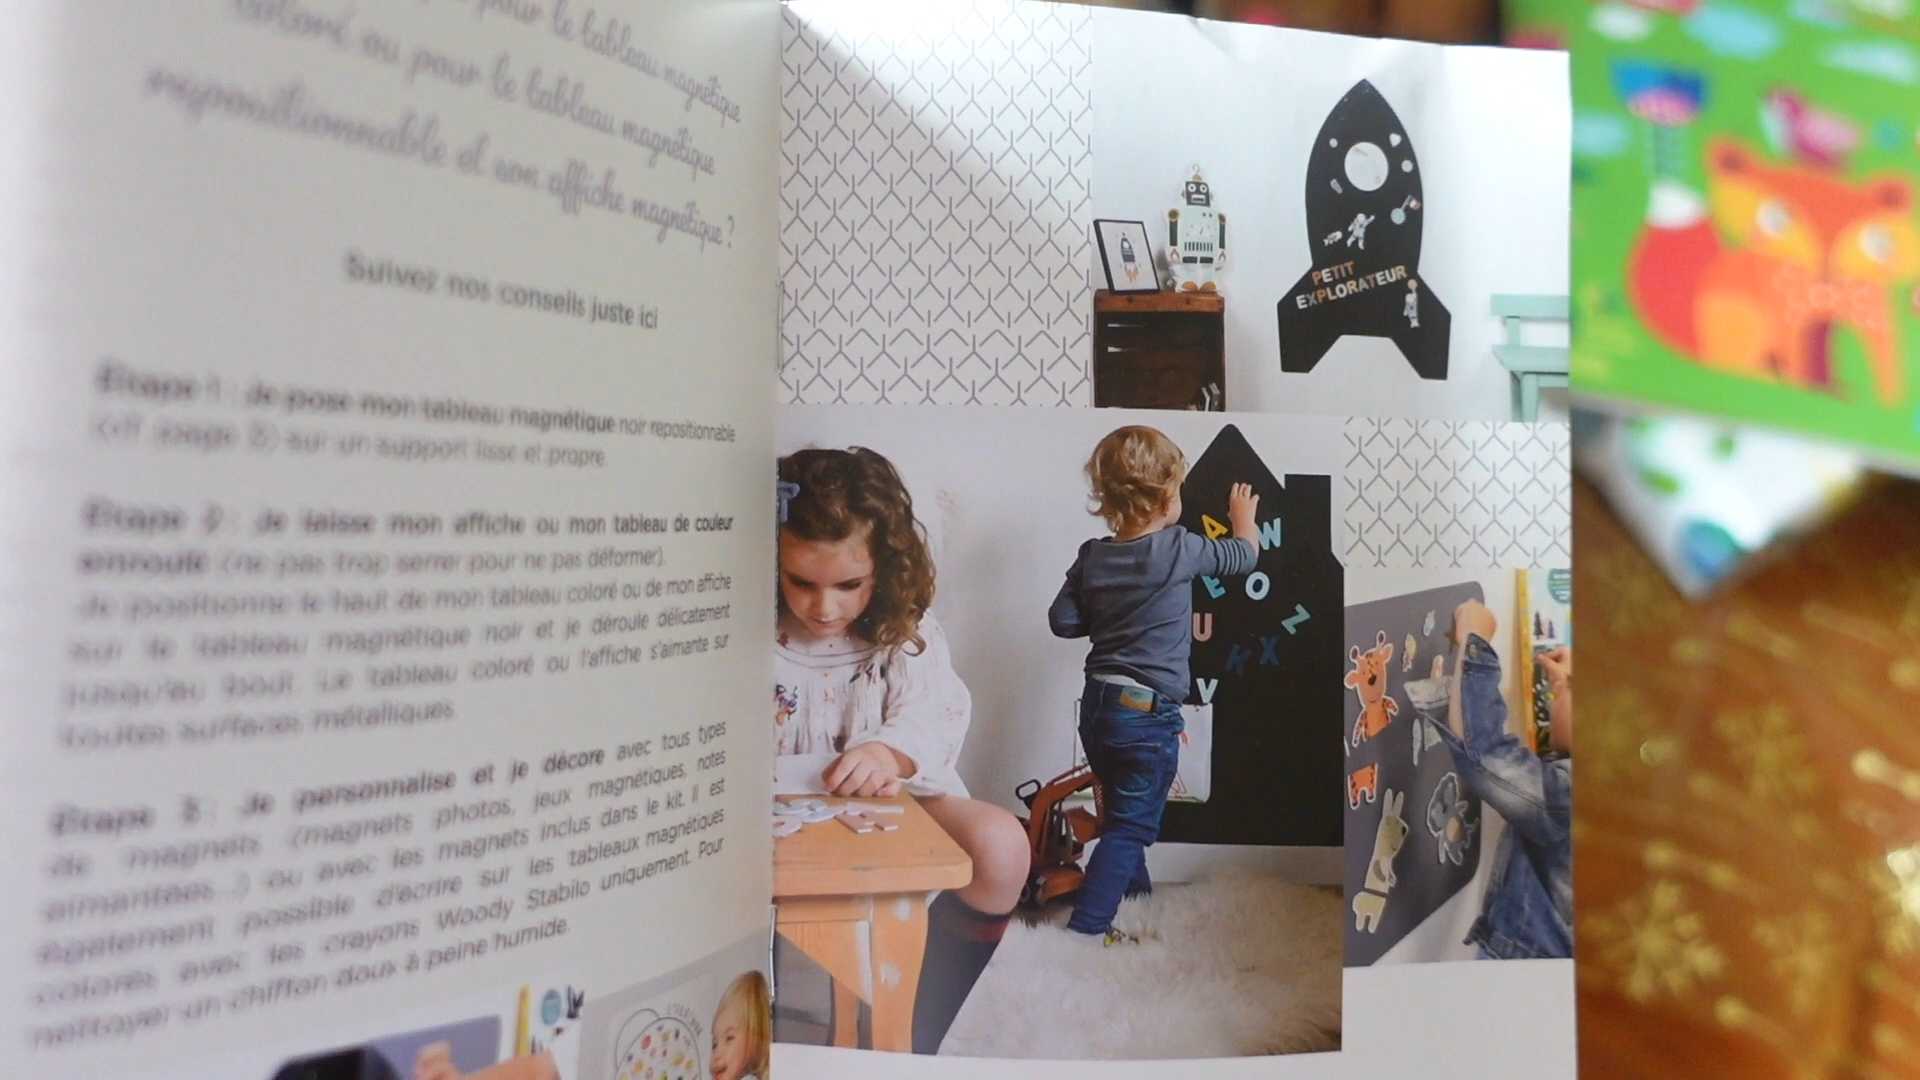 pour le tableau magnétique
coloré ou pour le tableau magnétique
repositionnable et son affiche magnétique ?
Suivez nos conseils juste ici
Etape 1 : Je pose mon tableau magnétique noir repositionnable
(cf. page 5) sur un support lisse et propre.
Etape 2 : Je laisse mon affiche ou mon tableau de couleur
enroulé (ne pas trop serrer pour ne pas déformer).
Je positionne le haut de mon tableau coloré ou de mon affiche
sur le tableau magnétique noir et je déroule délicatement
jusqu'au bout. Le tableau coloré ou l'affiche s'aimante sur
toutes surfaces métalliques.
Etape 3 : Je personnalise et je décore avec tous types
de magnets (magnets photos, jeux magnétiques, notes
aimantées...) ou avec les magnets inclus dans le kit. Il est
également possible d'écrire sur les tableaux magnétiques
colorés avec les crayons Woody Stabilo uniquement. Pour
nettoyer un chiffon doux à peine humide.
PETIT
EXPLORATEUR
A W
E O
U Z
K X
V